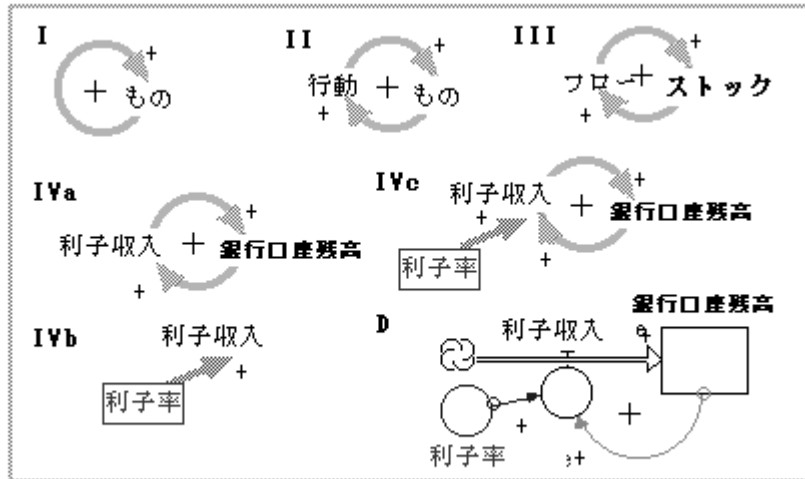 I
+
+
もの
II
+
行動
+
もの
+
III
+
フロー
+
ストック
+
IVa
+
利子収入
+
銀行口座残高
+
IVc
+
利子収入
+
+
銀行口座残高
利子率
+
IVb
利子収入
+
利子率
D
銀行口座残高
利子収入
+
+
+
利子率
+